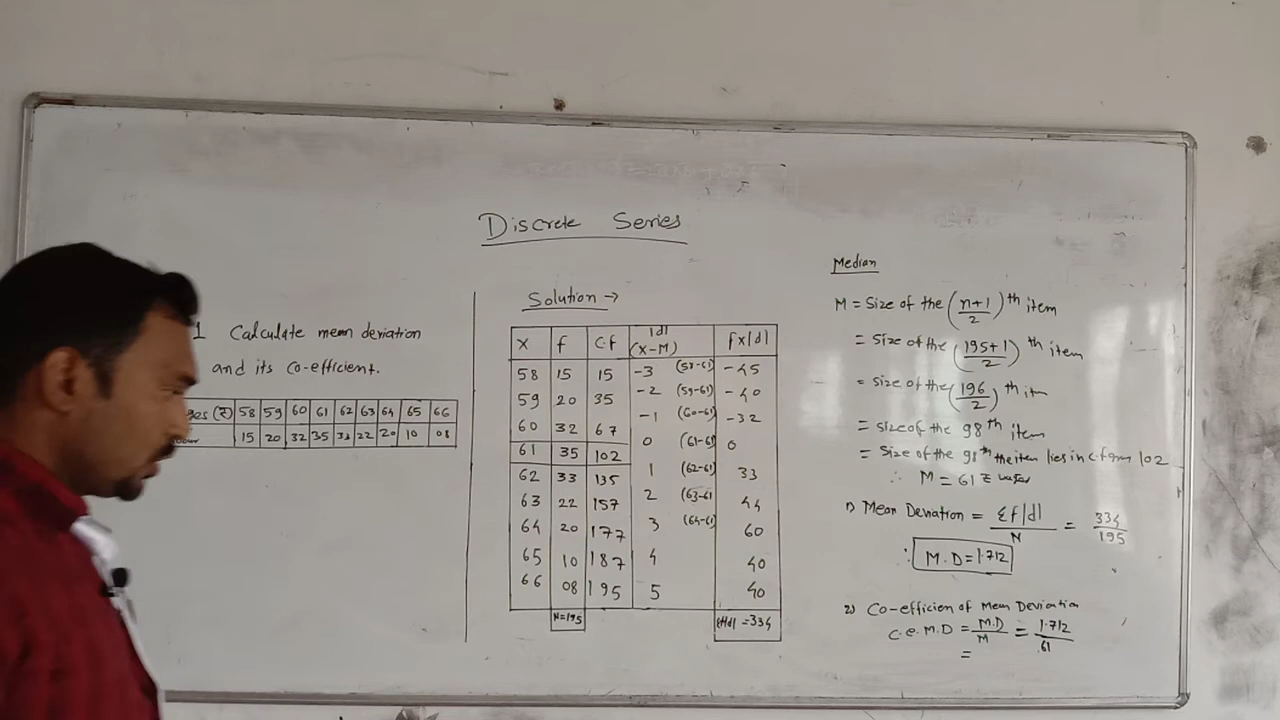 Discrete Series
1 Calculate mean deviation
and its co-efficient.
ges (₹) 58 59 60 61 62 63 64 65 66
bour 15 20 32 35 33 22 20 10 08
Solution →
X f C.f |d| (X-M) f x |d|
58 15 15 -3 (58-61) -45
59 20 35 -2 (59-61) -40
60 32 67 -1 (60-61) -32
61 35 102 0 (61-61) 0
62 33 135 1 (62-61) 33
63 22 157 2 (63-61 44
64 20 177 3 (64-61) 60
65 10 187 4 40
66 08 195 5 40
N=195 =334
Median
M = Size of the (n+1/2)th item
= Size of the (195+1/2)th item
= Size of the (196/2)th itm
= size of the 98th item
= Size of the 98th the item lies in c.f 102
∴ M = 61 ₹
1) Mean Deviation = Σf|d|/N = 334/195
∴ M.D = 1.712
2) Co-efficien of Mean Deviation
C.e.M.D = M.D/M = 1.712/61
=